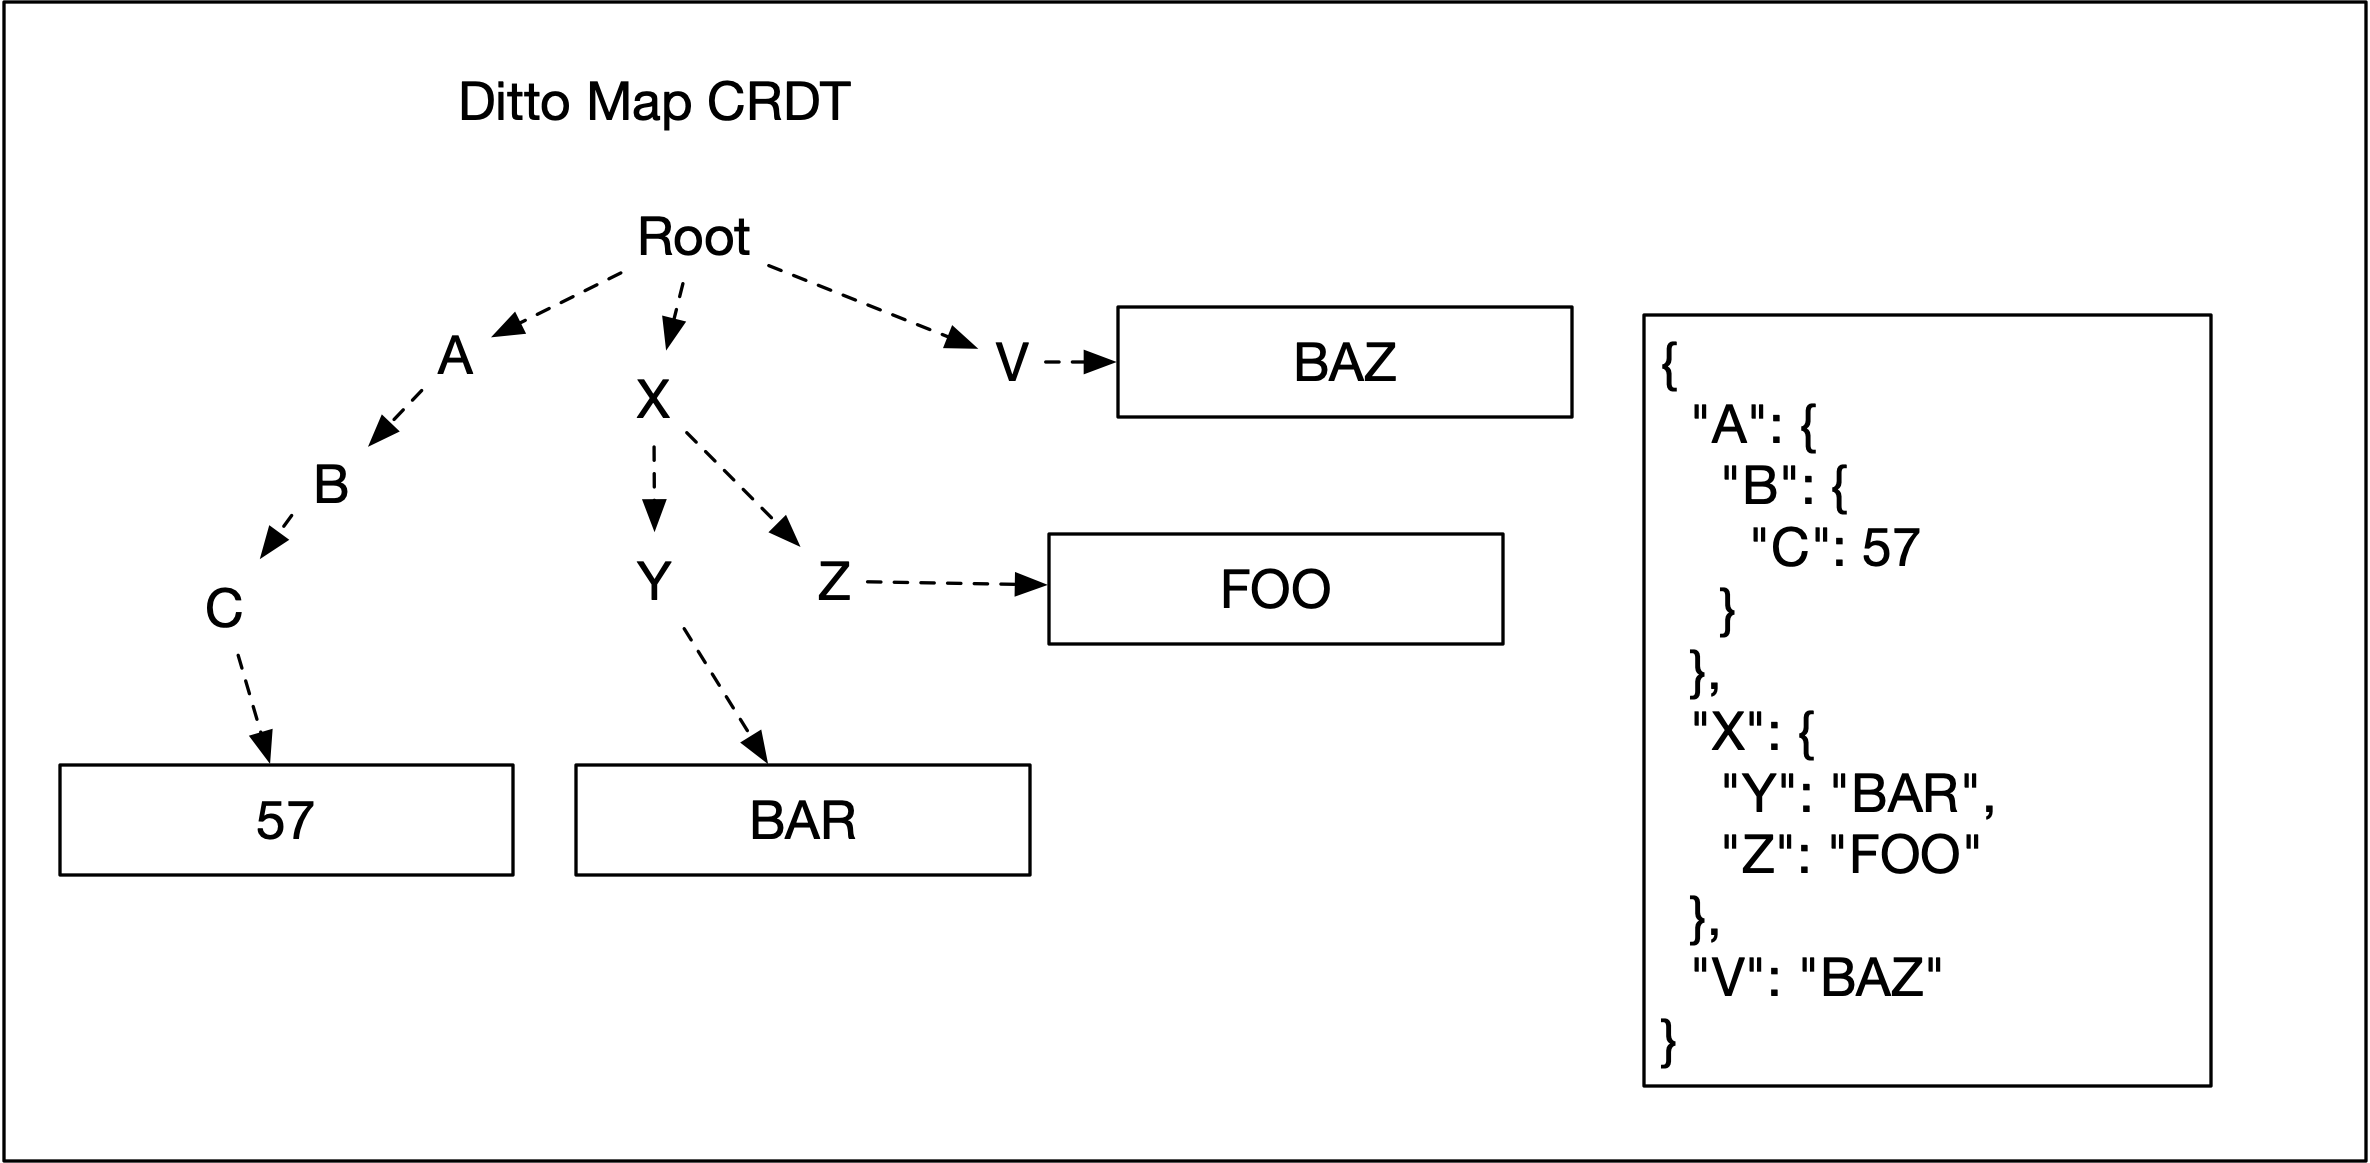 Ditto Map CRDT
Root
A
X
V
BAZ
B
Y
Z
FOO
C
57
BAR
{
"A": {
"B": {
"C": 57
}
},
"X": {
"Y": "BAR",
"Z": "FOO"
},
"V": "BAZ"
}